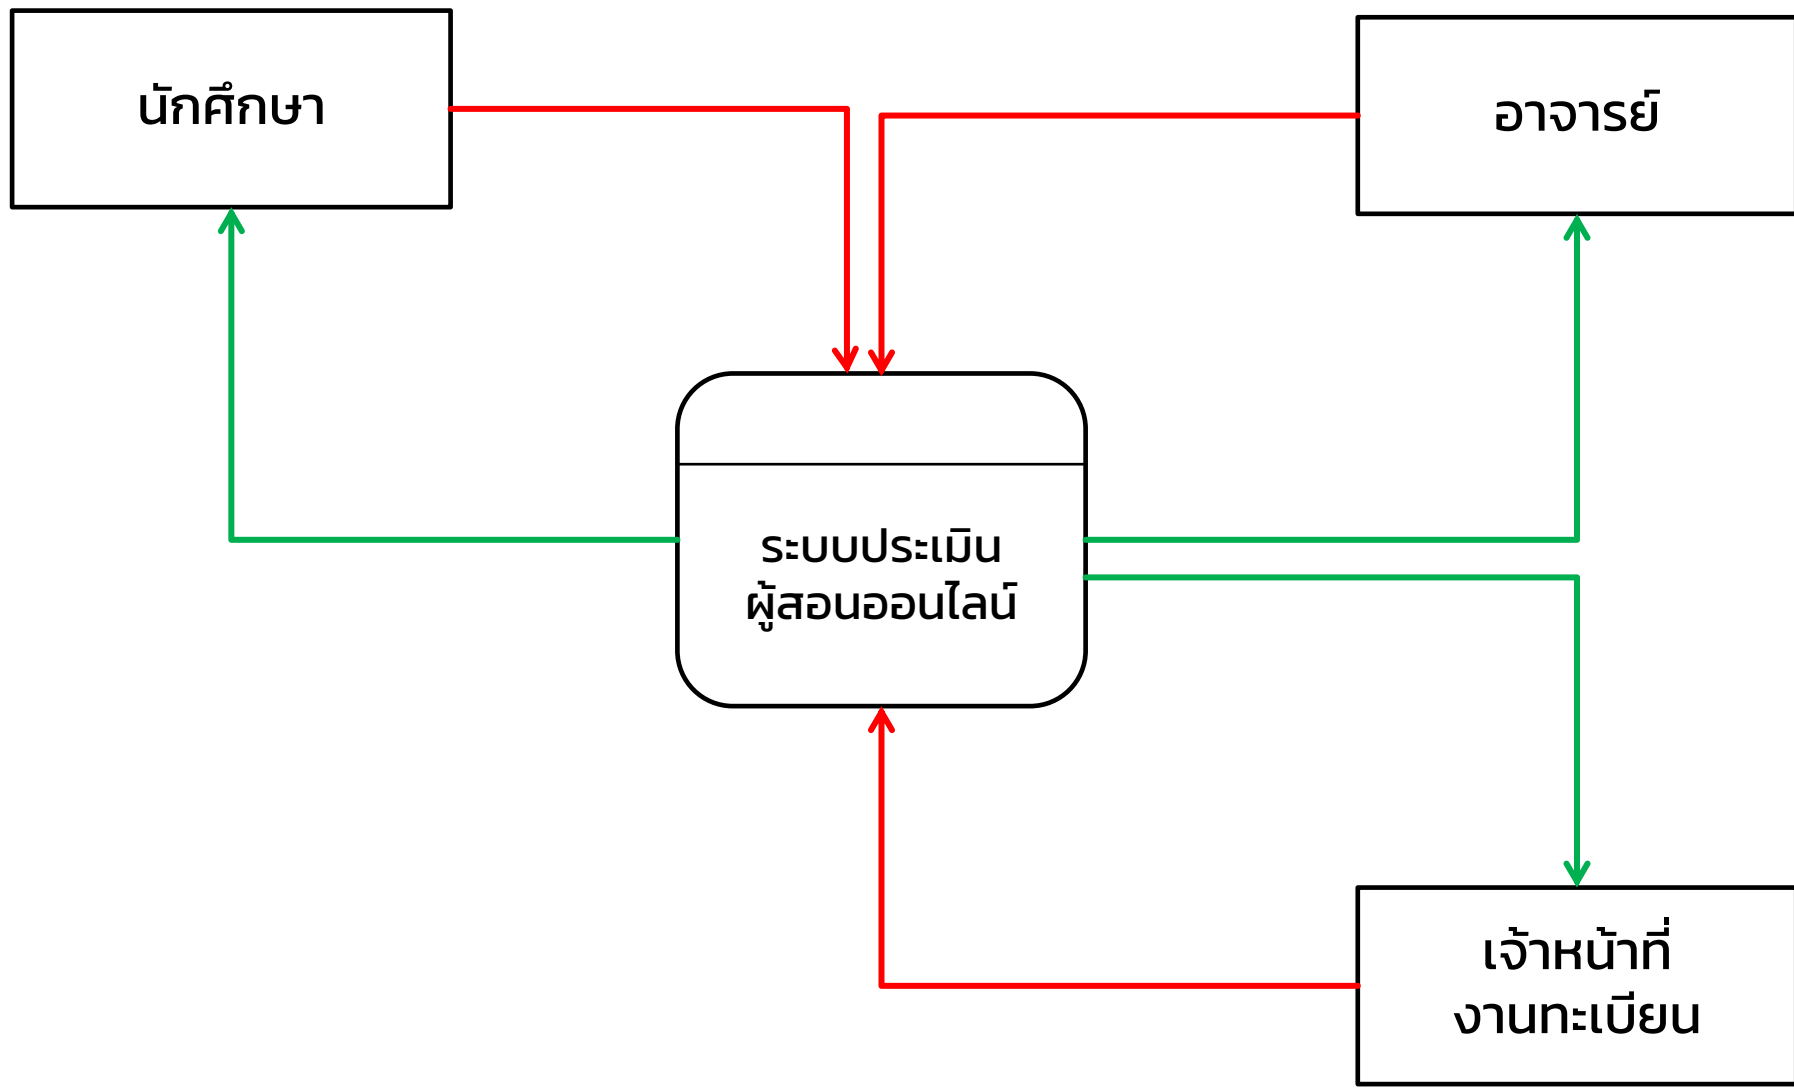 นักศึกษา
อาจารย์
ระบบประเมิน
ผู้สอนออนไลน์
เจ้าหน้าที่
งานทะเบียน